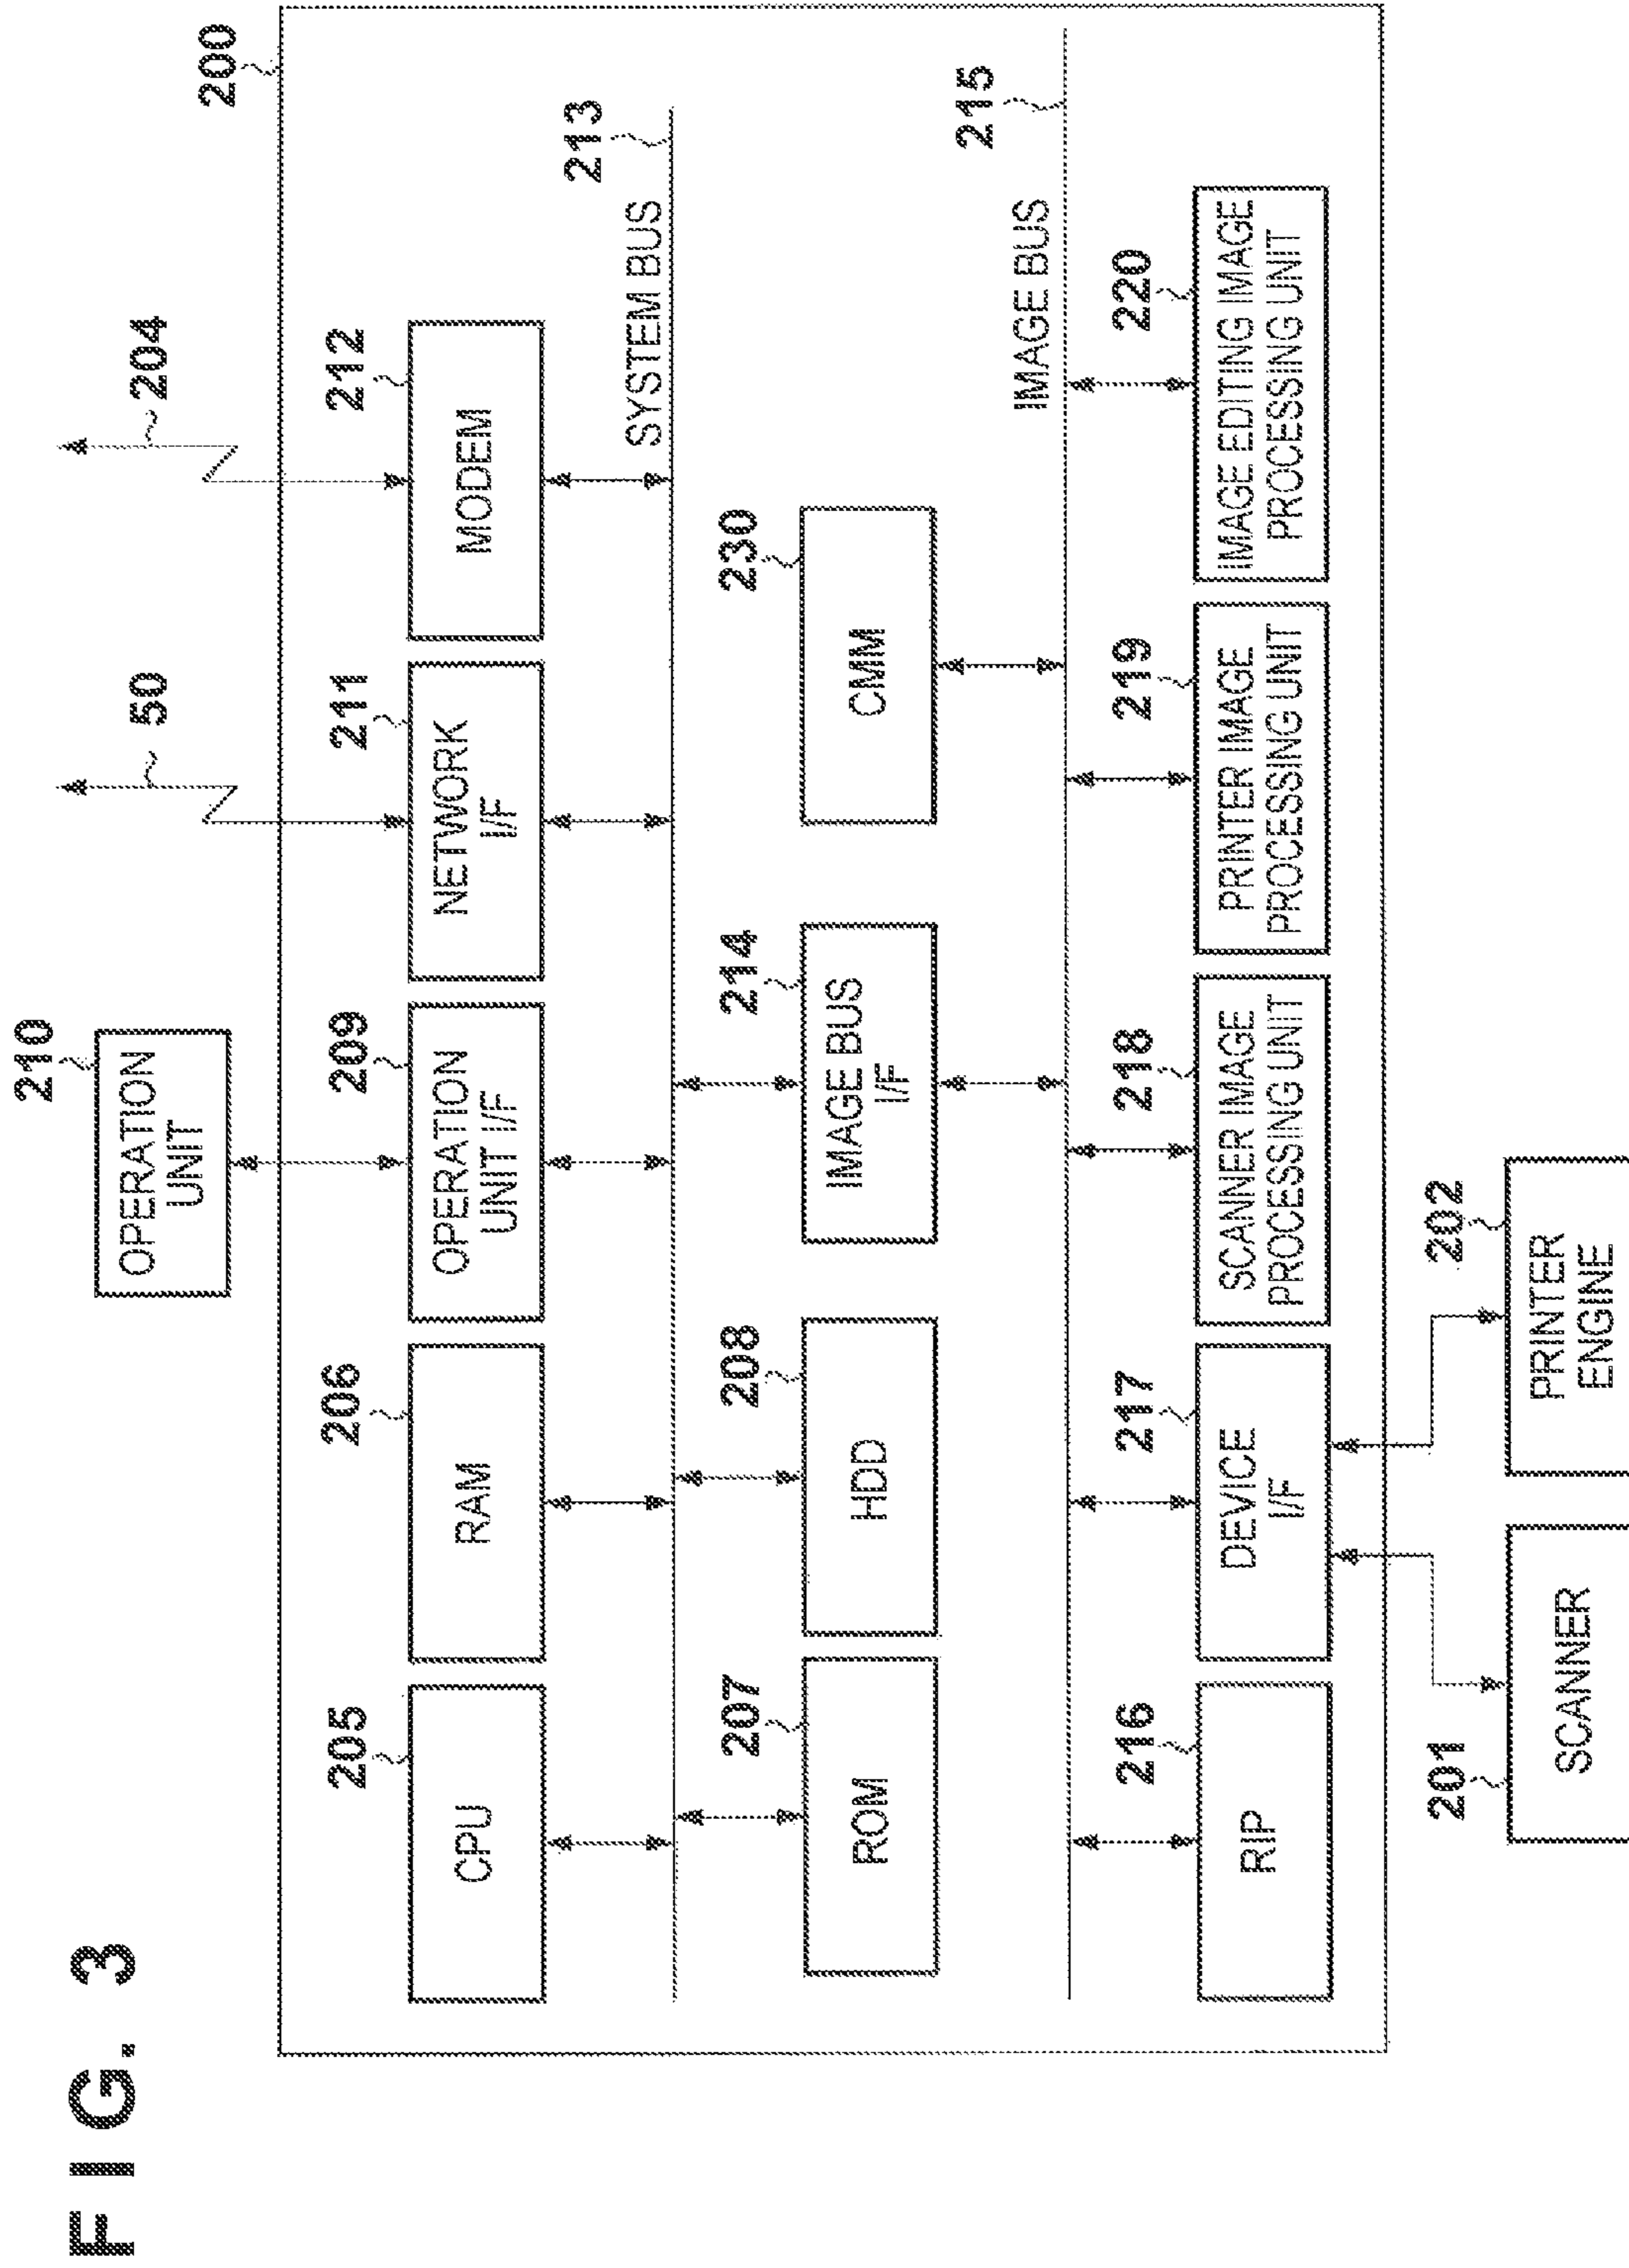 FIG. 3
210
OPERATION
UNIT
50
204
200
205
CPU
206
RAM
209
OPERATION
UNIT I/F
211
NETWORK
I/F
212
MODEM
SYSTEM BUS
213
207
ROM
208
HDD
214
IMAGE BUS
I/F
230
CMM
IMAGE BUS
215
216
RIP
217
DEVICE
I/F
218
SCANNER IMAGE
PROCESSING UNIT
219
PRINTER IMAGE
PROCESSING UNIT
220
IMAGE EDITING IMAGE
PROCESSING UNIT
201
SCANNER
202
PRINTER
ENGINE